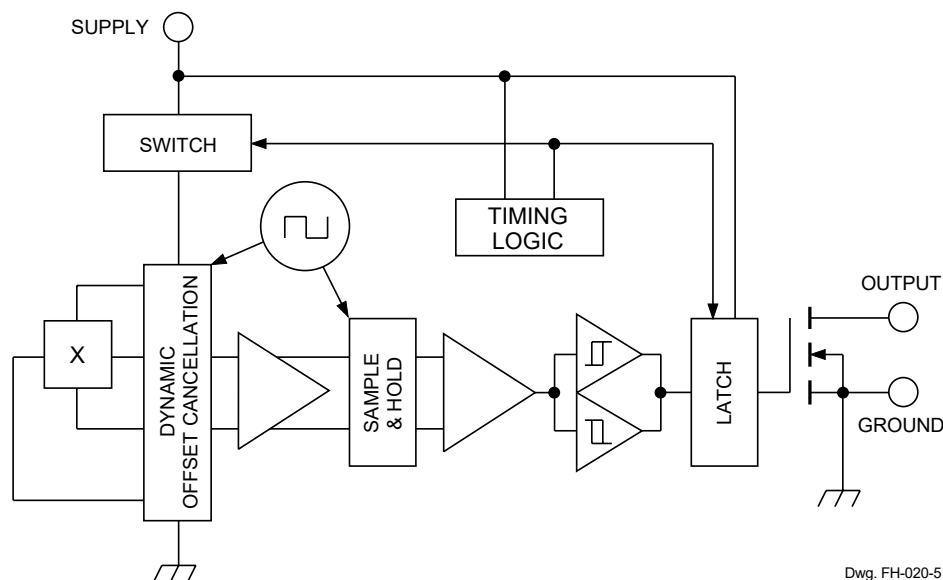 SUPPLY
SWITCH
TIMING
LOGIC
OUTPUT
X
DYNAMIC
OFFSET CANCELLATION
SAMPLE
& HOLD
LATCH
GROUND
Dwg. FH-020-5